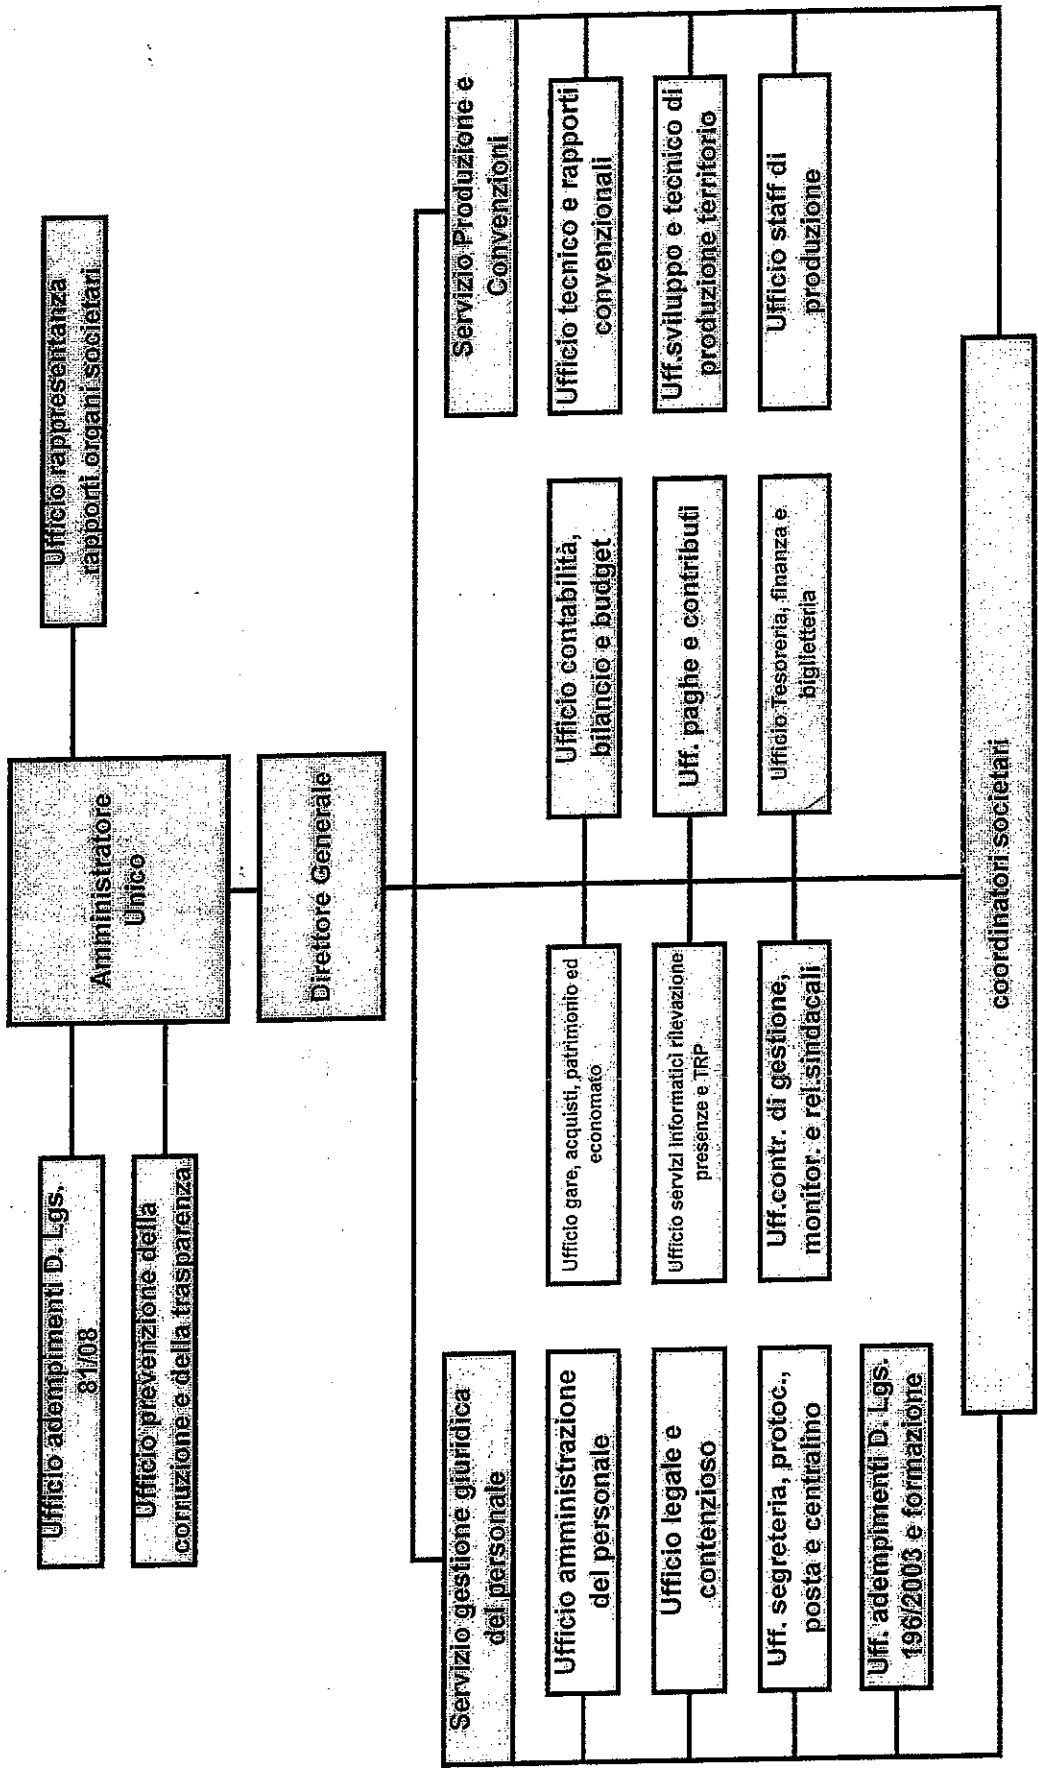 Ufficio adempimenti D. Lgs.
81/08
Ufficio prevenzione della
corruzione e della trasparenza
Amministratore
Unico
Ufficio rappresentanza
rapporti organi societari
Direttore Generale
Servizio gestione giuridica
del personale
Servizio Produzione e
Convenzioni
Ufficio amministrazione
del personale
Ufficio gare, acquisti, patrimonio ed
economato
Ufficio contabilità,
bilancio e budget
Ufficio tecnico e rapporti
convenzionali
Ufficio legale e
contenzioso
Ufficio servizi informatici rilevazione
presenze e TRP
Uff. paghe e contributi
Uff.sviluppo e tecnico di
produzione territorio
Uff. segreteria, protoc.,
posta e centralino
Uff.contr. di gestione,
monitor. e rel.sindacali
Ufficio Tesoreria, finanza e
biglietteria
Ufficio staff di
produzione
Uff. adempimenti D. Lgs.
196/2003 e formazione
coordinatori societari